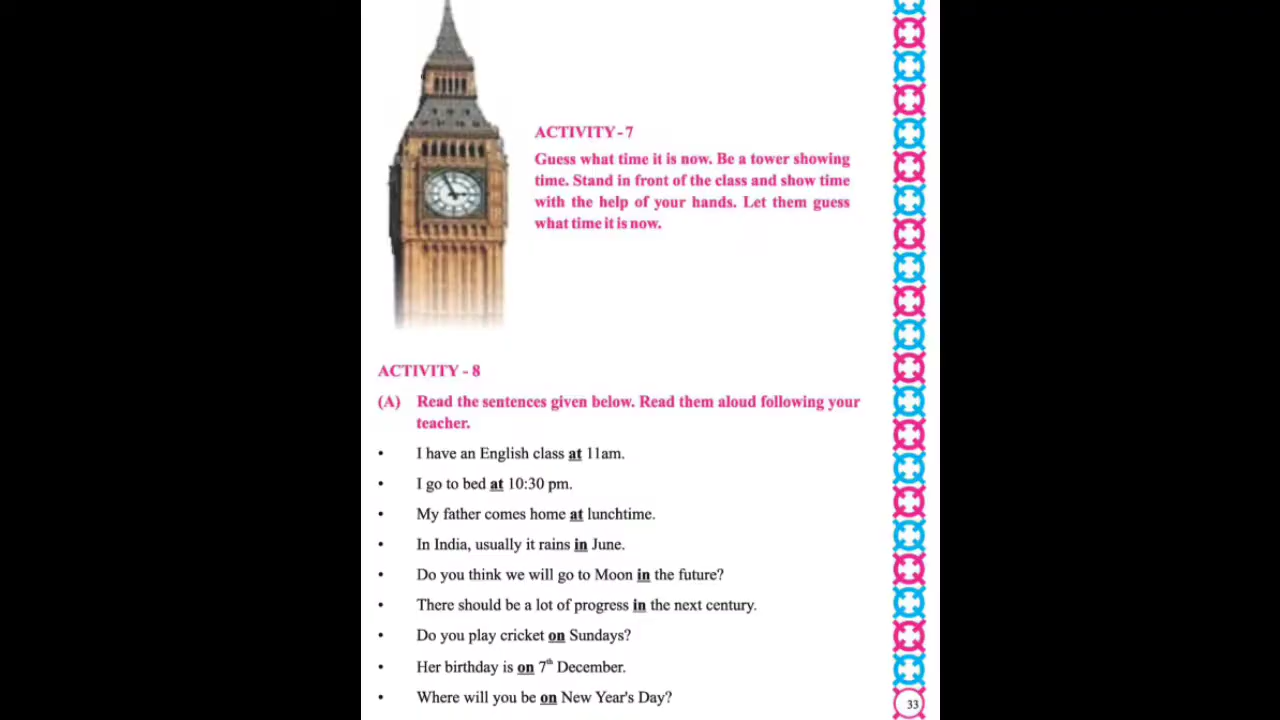 ACTIVITY - 7
Guess what time it is now. Be a tower showing
time. Stand in front of the class and show time
with the help of your hands. Let them guess
what time it is now.
ACTIVITY - 8
(A) Read the sentences given below. Read them aloud following your
teacher.
• I have an English class at 11am.
• I go to bed at 10:30 pm.
• My father comes home at lunchtime.
• In India, usually it rains in June.
• Do you think we will go to Moon in the future?
• There should be a lot of progress in the next century.
• Do you play cricket on Sundays?
• Her birthday is on 7th December.
• Where will you be on New Year's Day?
33